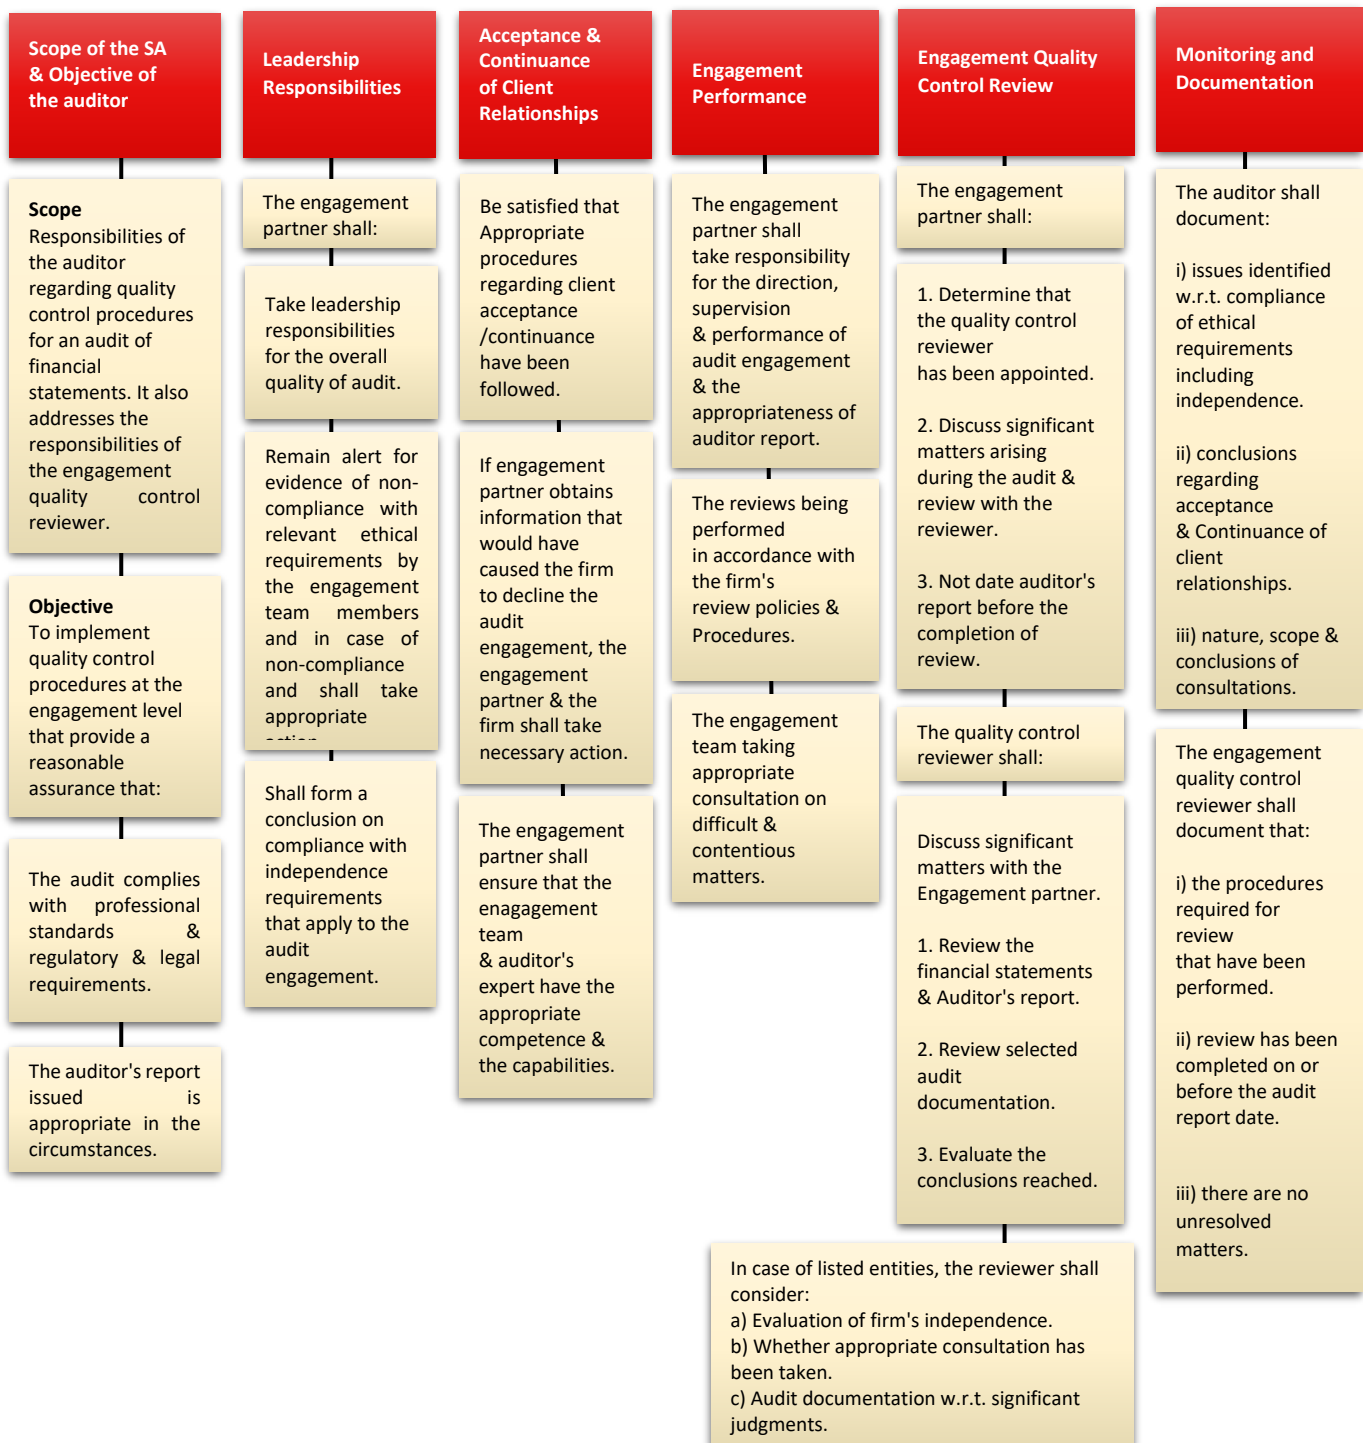 Scope of the SA
& Objective of
the auditor
Scope
Responsibilities of
the auditor
regarding quality
control procedures
for an audit of
financial
statements. It also
addresses the
responsibilities of
the engagement
quality control
reviewer.
Objective
To implement
quality control
procedures at the
engagement level
that provide a
reasonable
assurance that:
The audit complies
with professional
standards &
regulatory & legal
requirements.
The auditor's report
issued is
appropriate in the
circumstances.
Leadership
Responsibilities
The engagement
partner shall:
Take leadership
responsibilities
for the overall
quality of audit.
Remain alert for
evidence of non-
compliance with
relevant ethical
requirements by
the engagement
team members
and in case of
non-compliance
and shall take
appropriate
Shall form a
conclusion on
compliance with
independence
requirements
that apply to the
audit
engagement.
Acceptance &
Continuance
of Client
Relationships
Be satisfied that
Appropriate
procedures
regarding client
acceptance
/continuance
have been
followed.
If engagement
partner obtains
information that
would have
caused the firm
to decline the
audit
engagement, the
engagement
partner & the
firm shall take
necessary action.
The engagement
partner shall
ensure that the
enagagement
team
& auditor's
expert have the
appropriate
competence &
the capabilities.
Engagement
Performance
The engagement
partner shall
take responsibility
for the direction,
supervision
& performance of
audit engagement
& the
appropriateness of
auditor report.
The reviews being
performed
in accordance with
the firm's
review policies &
Procedures.
The engagement
team taking
appropriate
consultation on
difficult &
contentious
matters.
Engagement Quality
Control Review
The engagement
partner shall:
1. Determine that
the quality control
reviewer
has been appointed.
2. Discuss significant
matters arising
during the audit &
review with the
reviewer.
3. Not date auditor's
report before the
completion of
review.
The quality control
reviewer shall:
Discuss significant
matters with the
Engagement partner.
1. Review the
financial statements
& Auditor's report.
2. Review selected
audit
documentation.
3. Evaluate the
conclusions reached.
In case of listed entities, the reviewer shall
consider:
a) Evaluation of firm's independence.
b) Whether appropriate consultation has
been taken.
c) Audit documentation w.r.t. significant
judgments.
Monitoring and
Documentation
The auditor shall
document:
i) issues identified
w.r.t. compliance
of ethical
requirements
including
independence.
ii) conclusions
regarding
acceptance
& Continuance of
client
relationships.
iii) nature, scope &
conclusions of
consultations.
The engagement
quality control
reviewer shall
document that:
i) the procedures
required for
review
that have been
performed.
ii) review has been
completed on or
before the audit
report date.
iii) there are no
unresolved
matters.